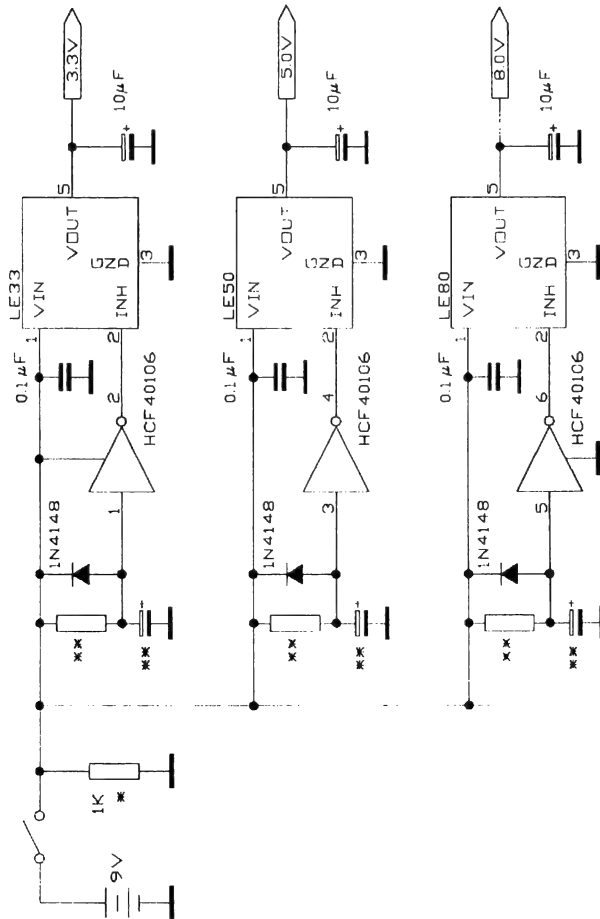 9V
1K
*
**
**
1N4148
1
2
HCF40106
0.1µF
LE33
1
VIN
2
INH
VOUT
5
GND
3
+
10µF
3.3V
+
**
**
1N4148
3
4
HCF40106
0.1µF
LE50
1
VIN
2
INH
VOUT
5
GND
3
+
10µF
5.0V
+
**
**
1N4148
5
6
HCF40106
0.1µF
LE80
1
VIN
2
INH
VOUT
5
GND
3
+
10µF
8.0V
+